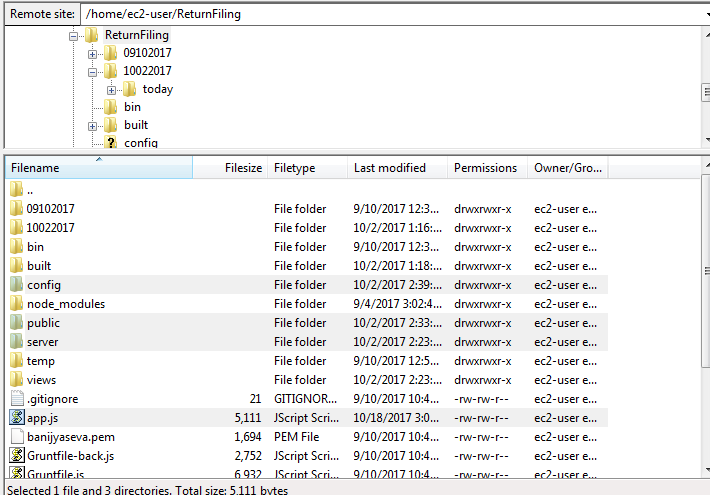 Remote site: /home/ec2-user/ReturnFiling
ReturnFiling
09102017
10022017
today
bin
built
config
Filename Filesize Filetype Last modified Permissions Owner/Gro...
..
09102017 File folder 9/10/2017 12:3... drwxrwxr-x ec2-user e...
10022017 File folder 10/2/2017 1:16:... drwxrwxr-x ec2-user e...
bin File folder 9/10/2017 12:3... drwxrwxr-x ec2-user e...
built File folder 10/2/2017 1:18:... drwxrwxr-x ec2-user e...
config File folder 10/2/2017 2:39:... drwxrwxr-x ec2-user e...
node_modules File folder 9/4/2017 3:02:4... drwxrwxr-x ec2-user e...
public File folder 10/2/2017 2:33:... drwxrwxr-x ec2-user e...
server File folder 10/2/2017 2:23:... drwxrwxr-x ec2-user e...
temp File folder 9/10/2017 12:5... drwxrwxr-x ec2-user e...
views File folder 10/2/2017 2:23:... drwxrwxr-x ec2-user e...
.gitignore 21 GITIGNOR... 9/10/2017 10:4... -rw-rw-r-- ec2-user e...
app.js 5,111 JScript Scri... 10/18/2017 3:0... -rw-rw-r-- ec2-user e...
banijyaseva.pem 1,694 PEM File 9/10/2017 10:4... -rw-rw-r-- ec2-user e...
Gruntfile-back.js 2,752 JScript Scri... 9/10/2017 10:4... -rw-rw-r-- ec2-user e...
Gruntfile.js 6,932 JScript Scri... 9/10/2017 10:4... -rw-rw-r-- ec2-user e...
Selected 1 file and 3 directories. Total size: 5,111 bytes